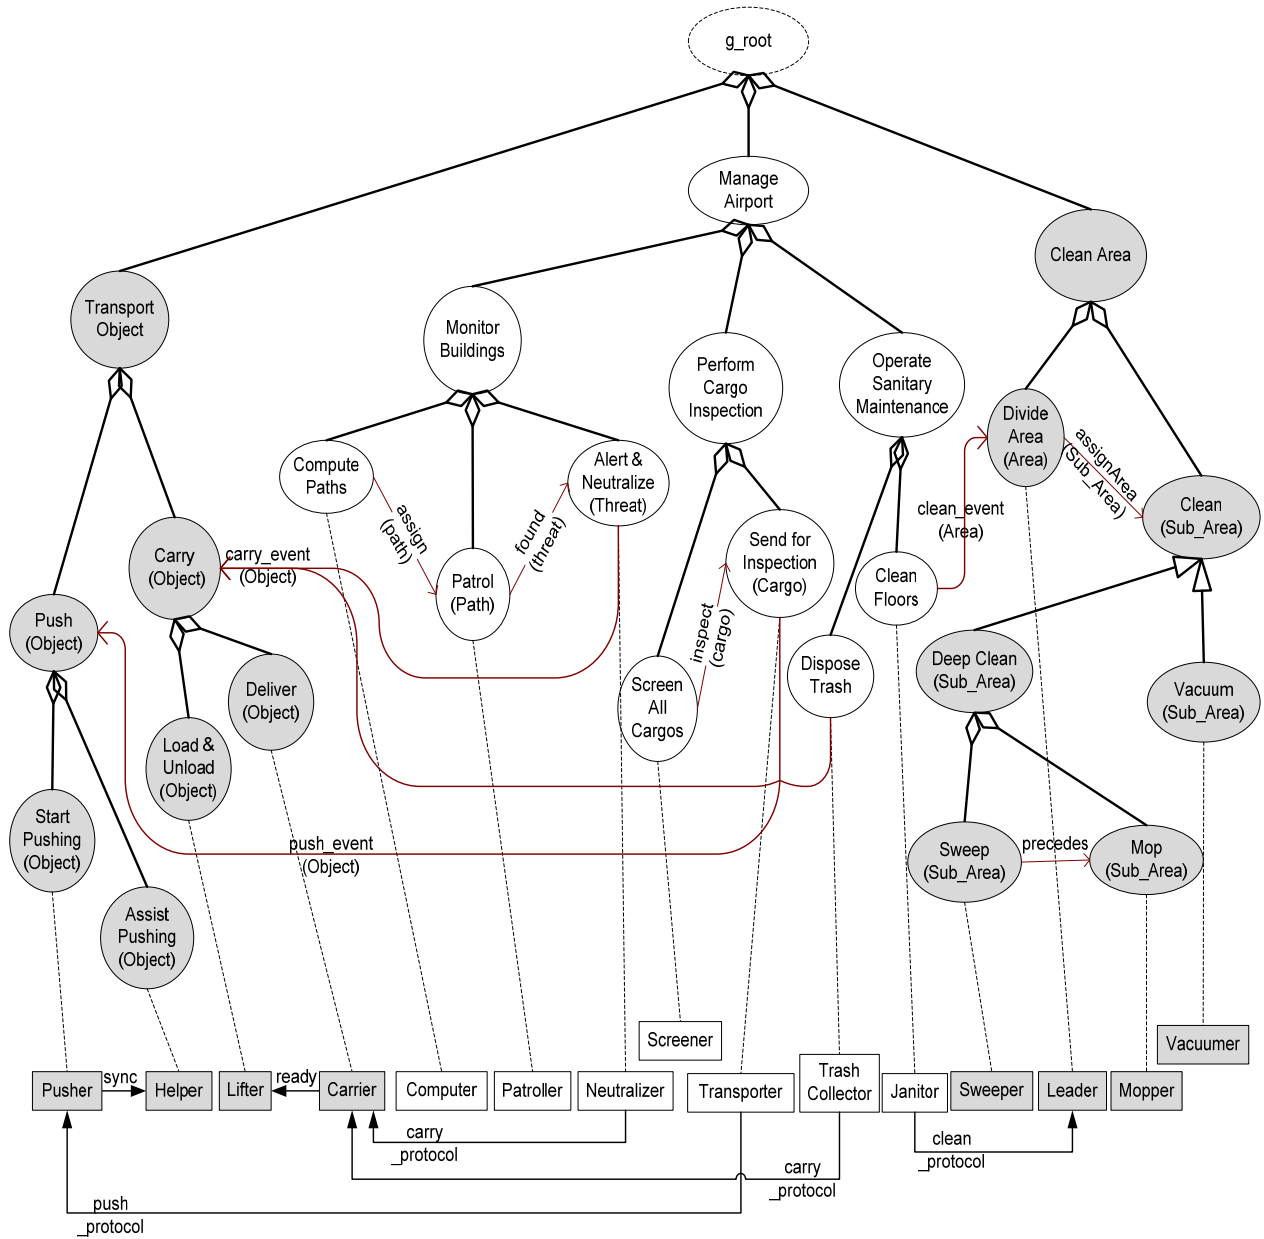 g_root
Manage
Airport
Clean Area
Transport
Object
Monitor
Buildings
Perform
Cargo
Inspection
Operate
Sanitary
Maintenance
Divide
Area
(Area)
assignArea
(Sub_Area)
Clean
(Sub_Area)
Compute
Paths
assign
(path)
found
(threat)
Alert &
Neutralize
(Threat)
Patrol
(Path)
Send for
Inspection
(Cargo)
clean_event
(Area)
Clean
Floors
Carry
(Object)
carry_event
(Object)
Push
(Object)
inspect
(cargo)
Screen
All
Cargos
Dispose
Trash
Deep Clean
(Sub_Area)
Vacuum
(Sub_Area)
Deliver
(Object)
Load &
Unload
(Object)
Start
Pushing
(Object)
push_event
(Object)
Sweep
(Sub_Area)
precedes
Mop
(Sub_Area)
Assist
Pushing
(Object)
Screener
Vacuumer
Pusher
sync
Helper
Lifter
ready
Carrier
Computer
Patroller
Neutralizer
Transporter
Trash
Collector
Janitor
Sweeper
Leader
Mopper
carry
_protocol
carry
_protocol
clean
_protocol
push
_protocol